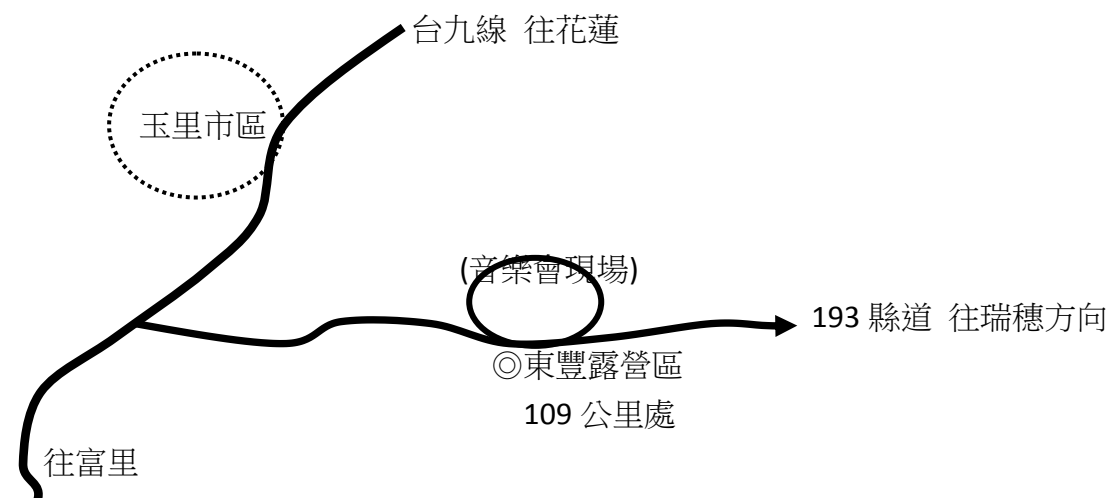 台九線 往花蓮
玉里市區
(音樂會現場)
193 縣道 往瑞穗方向
◎東豐露營區
109 公里處
往富里